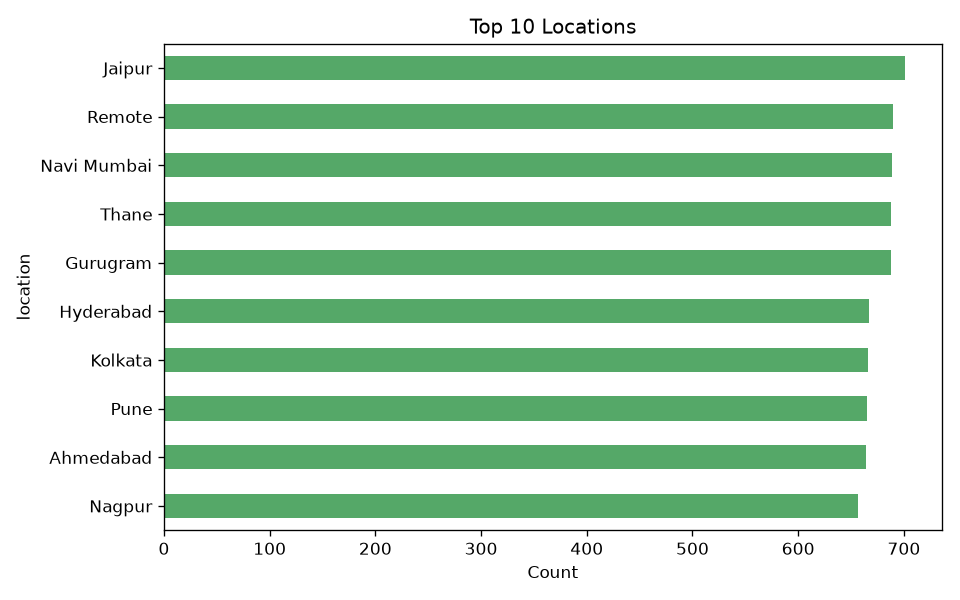 Top 10 Locations
Jaipur
Remote
Navi Mumbai
Thane
Gurugram
Hyderabad
Kolkata
Pune
Ahmedabad
Nagpur
location
0 100 200 300 400 500 600 700
Count